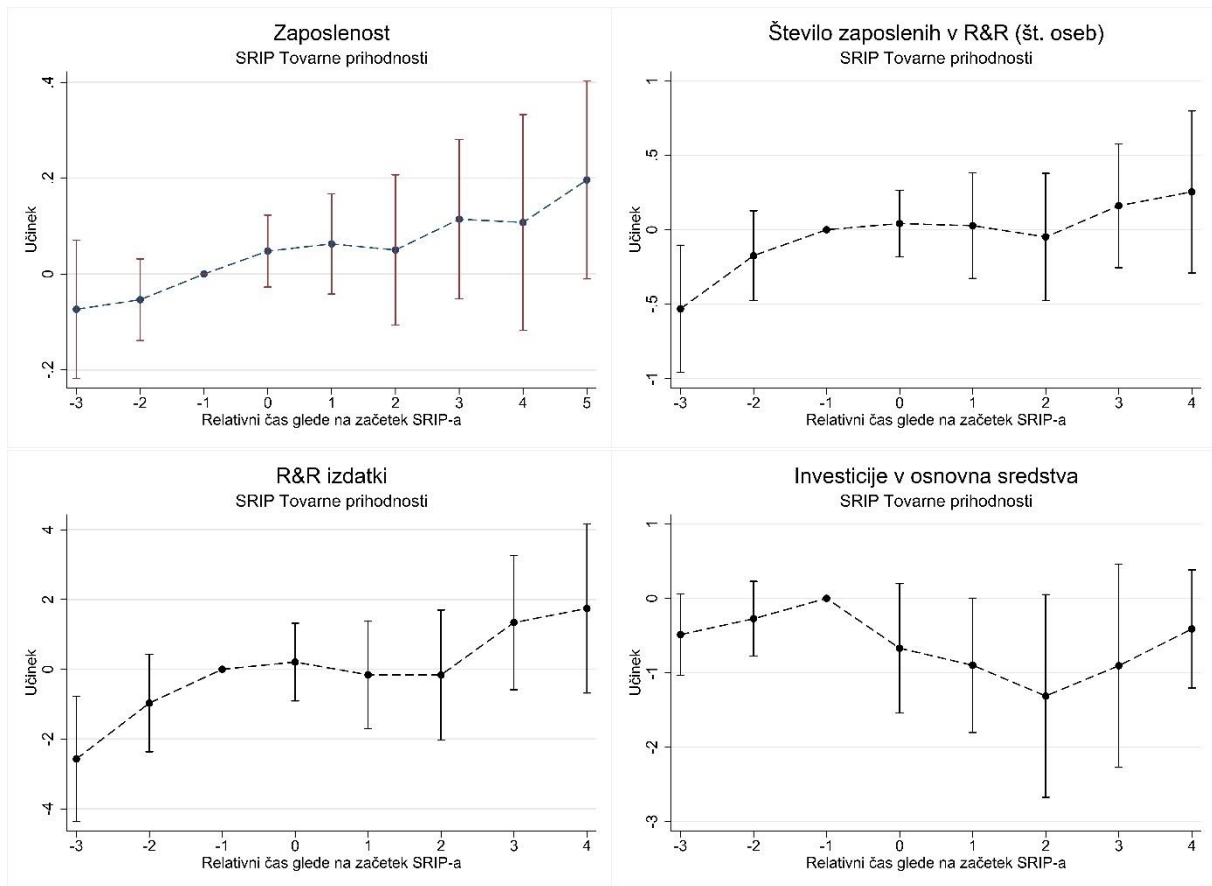 Zaposlenost
SRIP Tovarne prihodnosti
Učinek
.4
.2
0
-.2
-3 -2 -1 0 1 2 3 4 5
Relativni čas glede na začetek SRIP-a
Število zaposlenih v R&R (št. oseb)
SRIP Tovarne prihodnosti
Učinek
1
.5
0
-.5
-1
-3 -2 -1 0 1 2 3 4
Relativni čas glede na začetek SRIP-a
R&R izdatki
SRIP Tovarne prihodnosti
Učinek
4
2
0
-2
-4
-3 -2 -1 0 1 2 3 4
Relativni čas glede na začetek SRIP-a
Investicije v osnovna sredstva
SRIP Tovarne prihodnosti
Učinek
1
0
-1
-2
-3
-3 -2 -1 0 1 2 3 4
Relativni čas glede na začetek SRIP-a